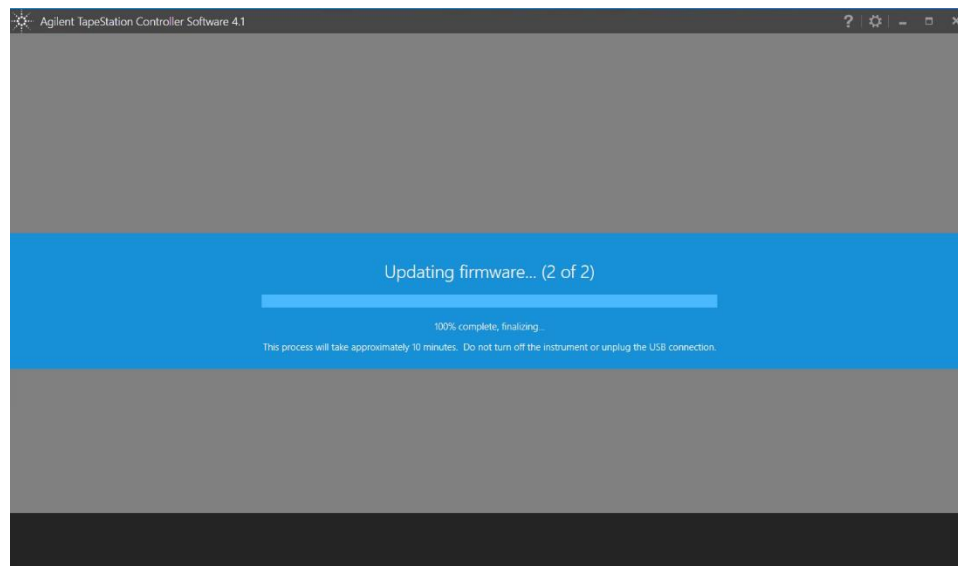 Agilent TapeStation Controller Software 4.1
?
Updating firmware... (2 of 2)
100% complete, finalizing...
This process will take approximately 10 minutes. Do not turn off the instrument or unplug the USB connection.